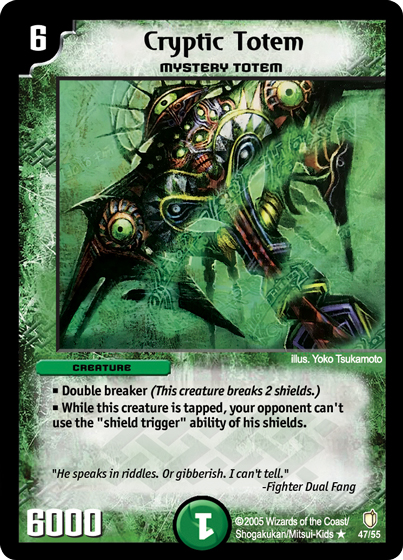 6
Cryptic Totem
MYSTERY TOTEM
illus. Yoko Tsukamoto
CREATURE
▪ Double breaker (This creature breaks 2 shields.)
▪ While this creature is tapped, your opponent can't
use the "shield trigger" ability of his shields.
"He speaks in riddles. Or gibberish. I can't tell."
-Fighter Dual Fang
6000
©2005 Wizards of the Coast/
Shogakukan/Mitsui-Kids ★ 47/55